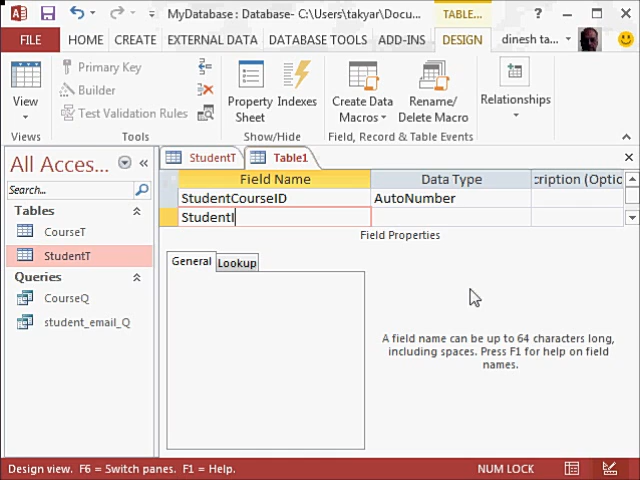 MyDatabase : Database- C:\Users\takyar\Docu...
TABLE...
FILE
HOME
CREATE
EXTERNAL DATA
DATABASE TOOLS
ADD-INS
DESIGN
dinesh ta...
View
Primary Key
Builder
Test Validation Rules
Property Sheet
Indexes
Create Data Macros
Rename/ Delete Macro
Relationships
Views
Tools
Show/Hide
Field, Record & Table Events
All Acces...
Search...
Tables
CourseT
StudentT
Queries
CourseQ
student_email_Q
StudentT
Table1
Field Name
Data Type
cription (Optic
StudentCourseID
AutoNumber
StudentI
Field Properties
General
Lookup
A field name can be up to 64 characters long,
including spaces. Press F1 for help on field
names.
Design view. F6 = Switch panes. F1 = Help.
NUM LOCK